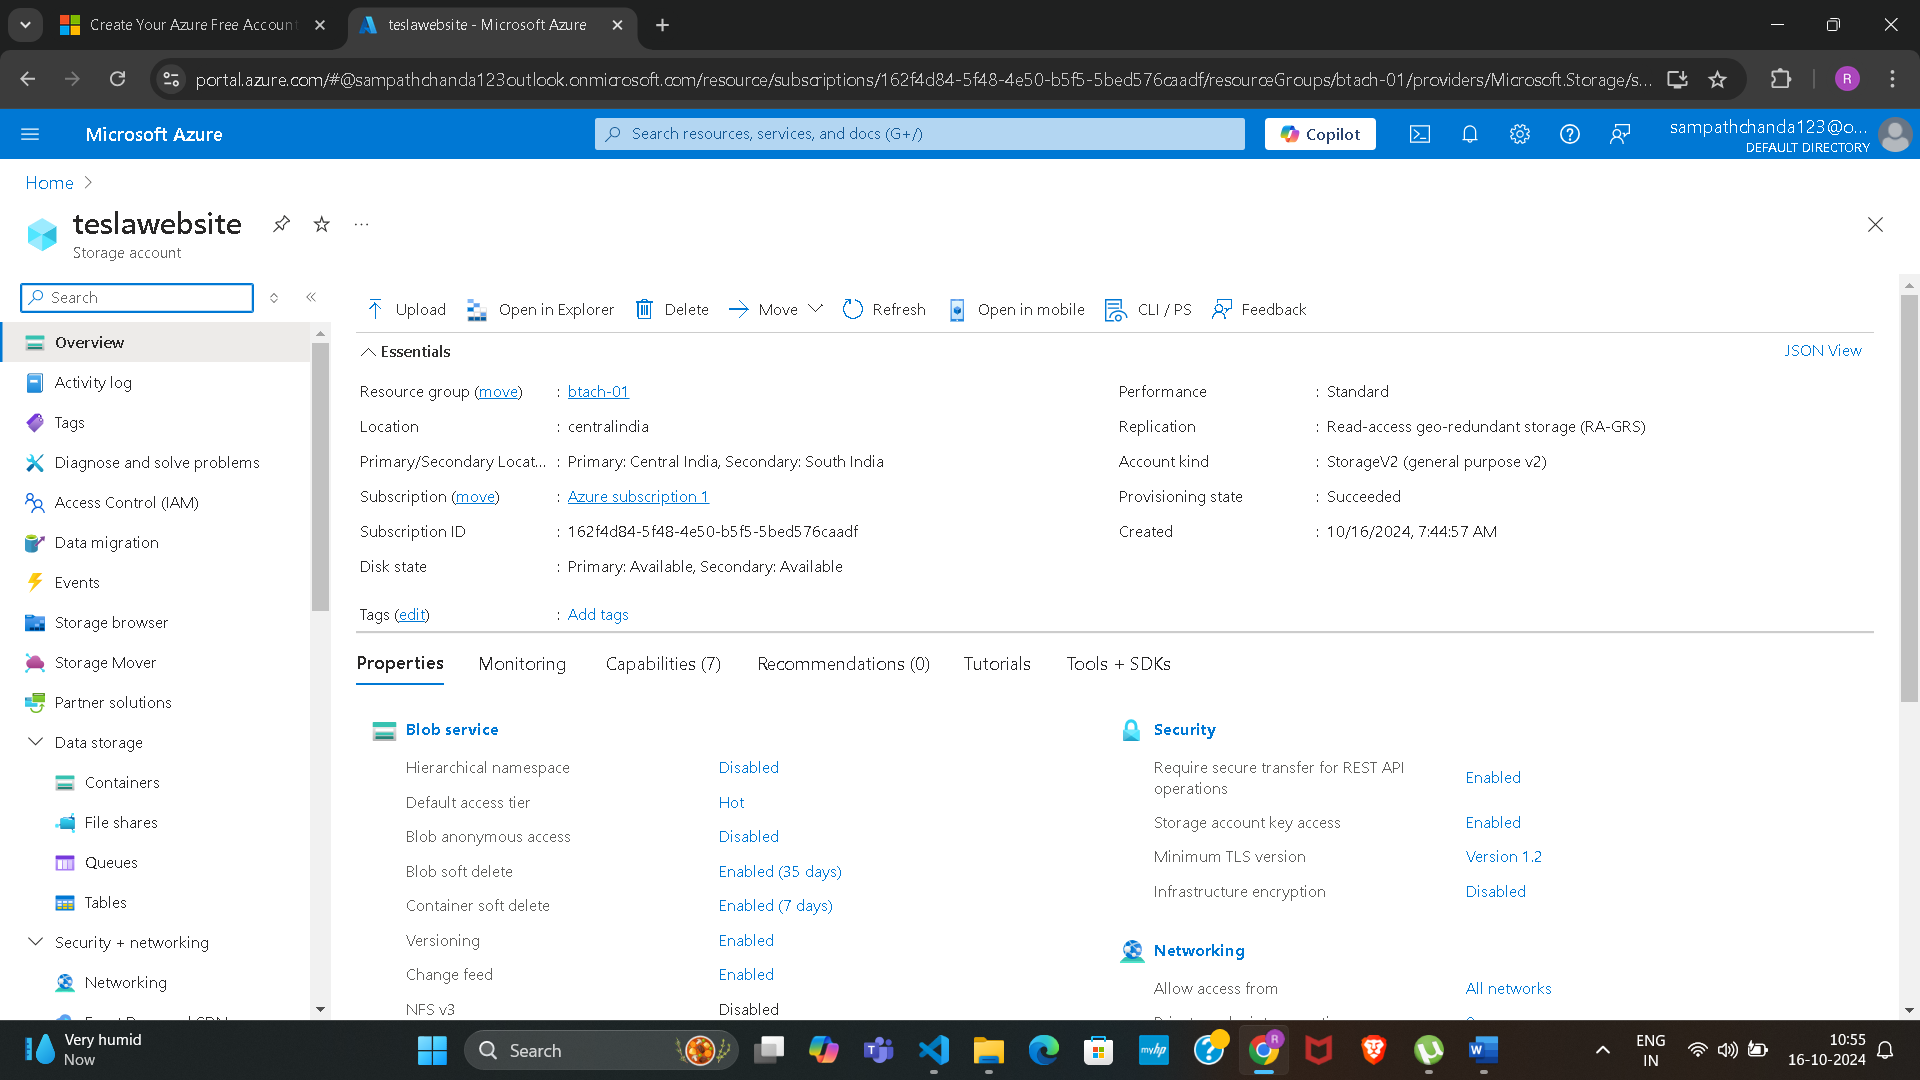 Create Your Azure Free Account
teslawebsite - Microsoft Azure
portal.azure.com/#@sampathchanda123outlook.onmicrosoft.com/resource/subscriptions/162f4d84-5f48-4e50-b5f5-5bed576caadf/resourceGroups/btach-01/providers/Microsoft.Storage/s...
R
Microsoft Azure
Search resources, services, and docs (G+/)
Copilot
sampathchanda123@o...
DEFAULT DIRECTORY
Home
teslawebsite
Storage account
Search
Overview
Activity log
Tags
Diagnose and solve problems
Access Control (IAM)
Data migration
Events
Storage browser
Storage Mover
Partner solutions
Data storage
Containers
File shares
Queues
Tables
Security + networking
Networking
Upload Open in Explorer Delete Move Refresh Open in mobile CLI / PS Feedback
Essentials
JSON View
Resource group (move) : btach-01
Location : centralindia
Primary/Secondary Locat... : Primary: Central India, Secondary: South India
Subscription (move) : Azure subscription 1
Subscription ID : 162f4d84-5f48-4e50-b5f5-5bed576caadf
Disk state : Primary: Available, Secondary: Available
Tags (edit) : Add tags
Performance : Standard
Replication : Read-access geo-redundant storage (RA-GRS)
Account kind : StorageV2 (general purpose v2)
Provisioning state : Succeeded
Created : 10/16/2024, 7:44:57 AM
Properties Monitoring Capabilities (7) Recommendations (0) Tutorials Tools + SDKs
Blob service
Hierarchical namespace Disabled
Default access tier Hot
Blob anonymous access Disabled
Blob soft delete Enabled (35 days)
Container soft delete Enabled (7 days)
Versioning Enabled
Change feed Enabled
NFS v3 Disabled
Security
Require secure transfer for REST API
operations Enabled
Storage account key access Enabled
Minimum TLS version Version 1.2
Infrastructure encryption Disabled
Networking
Allow access from All networks
Very humid
Now
Search
myhp
R
ENG
IN
10:55
16-10-2024